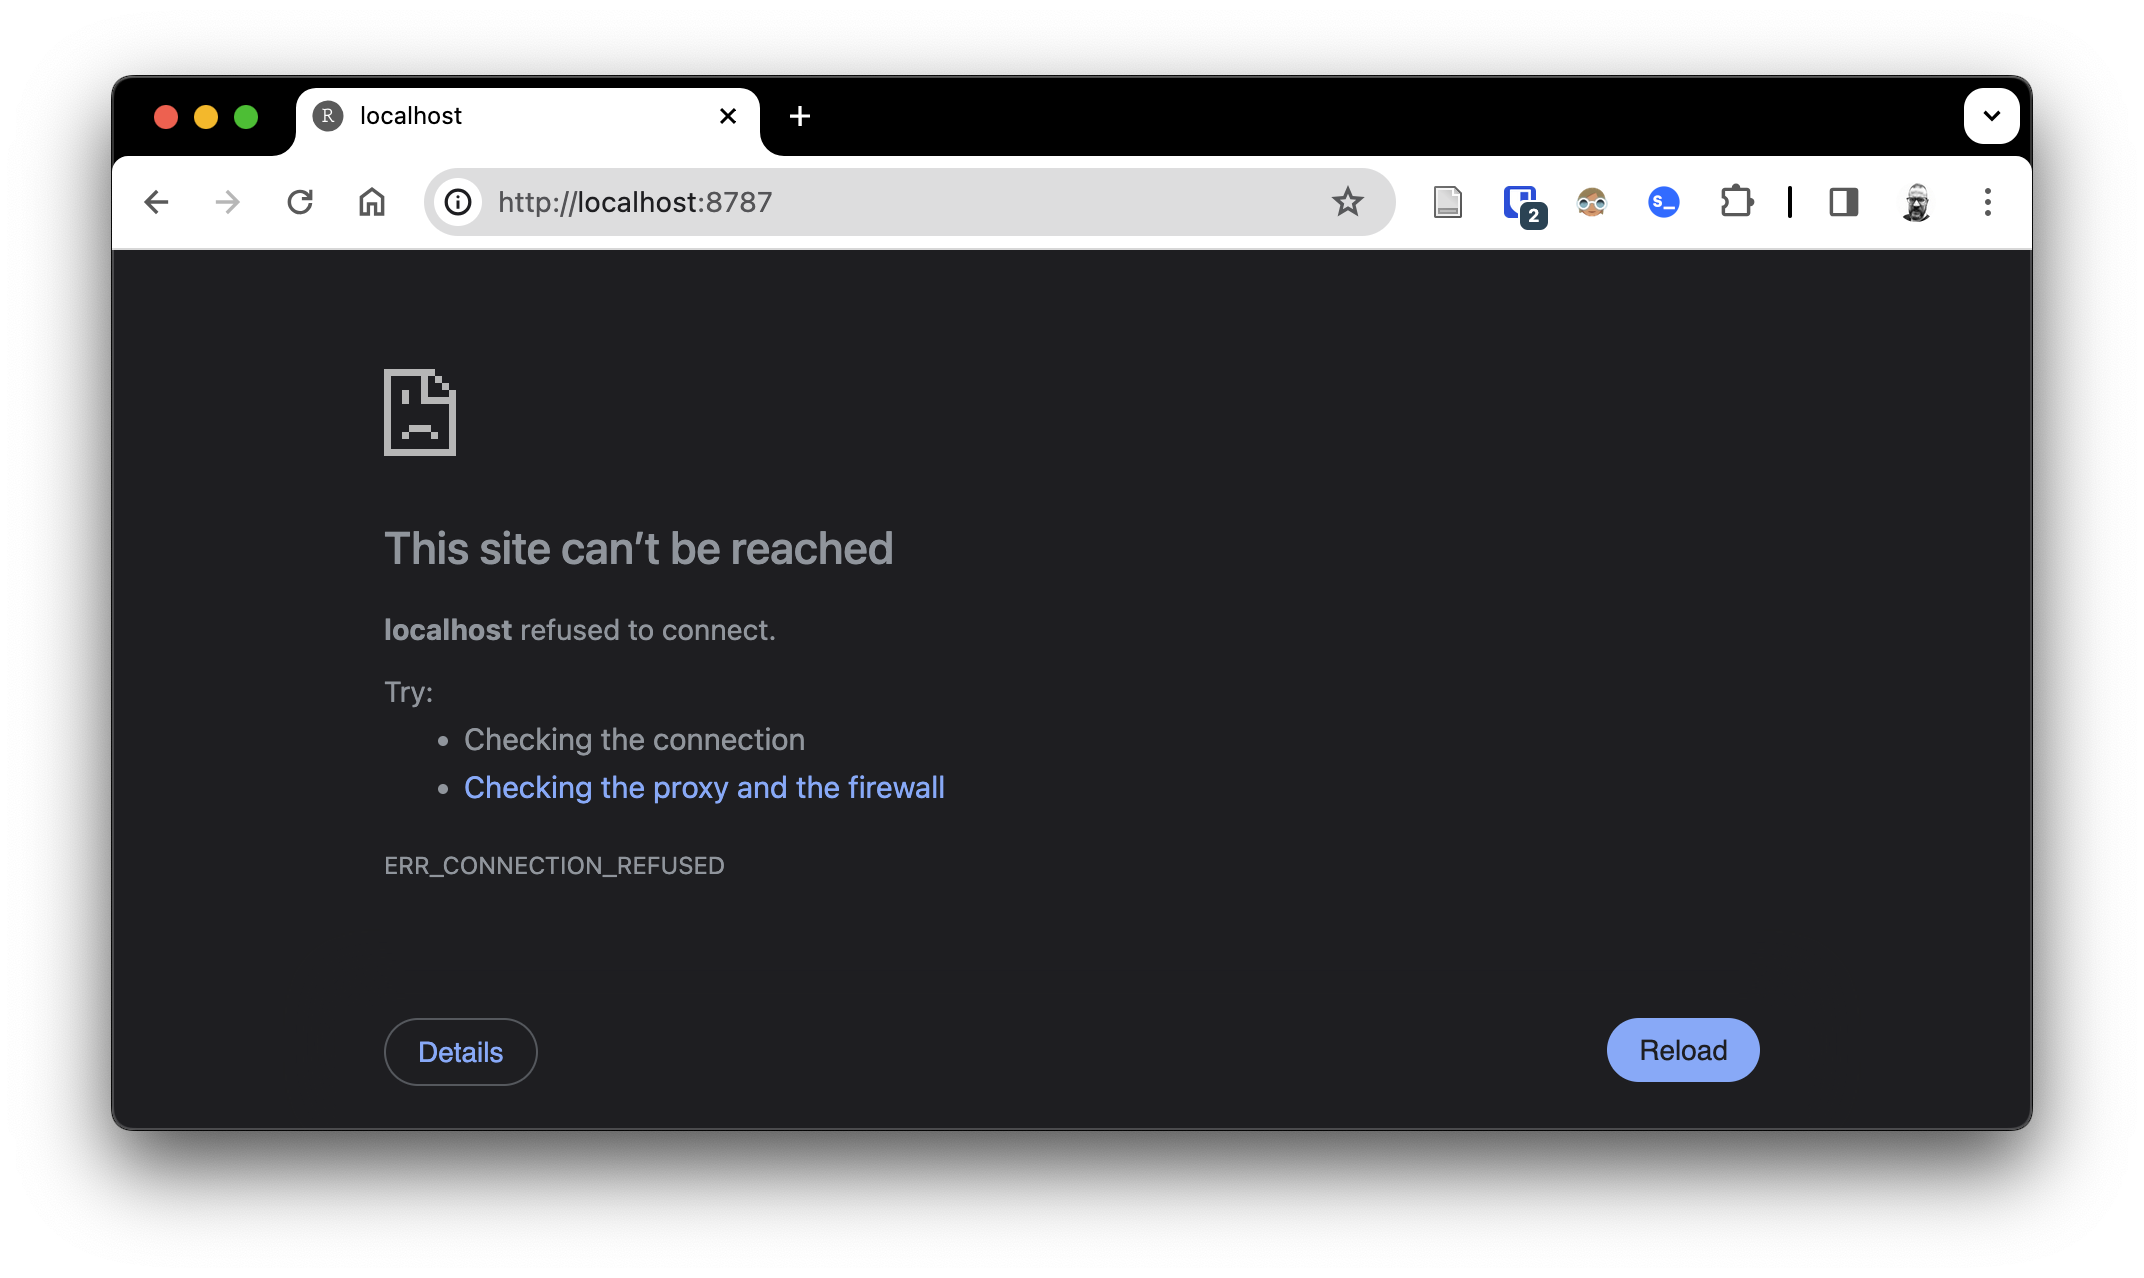 R localhost
http://localhost:8787
2
S_
This site can’t be reached
localhost refused to connect.
Try:
• Checking the connection
• Checking the proxy and the firewall
ERR_CONNECTION_REFUSED
Details
Reload